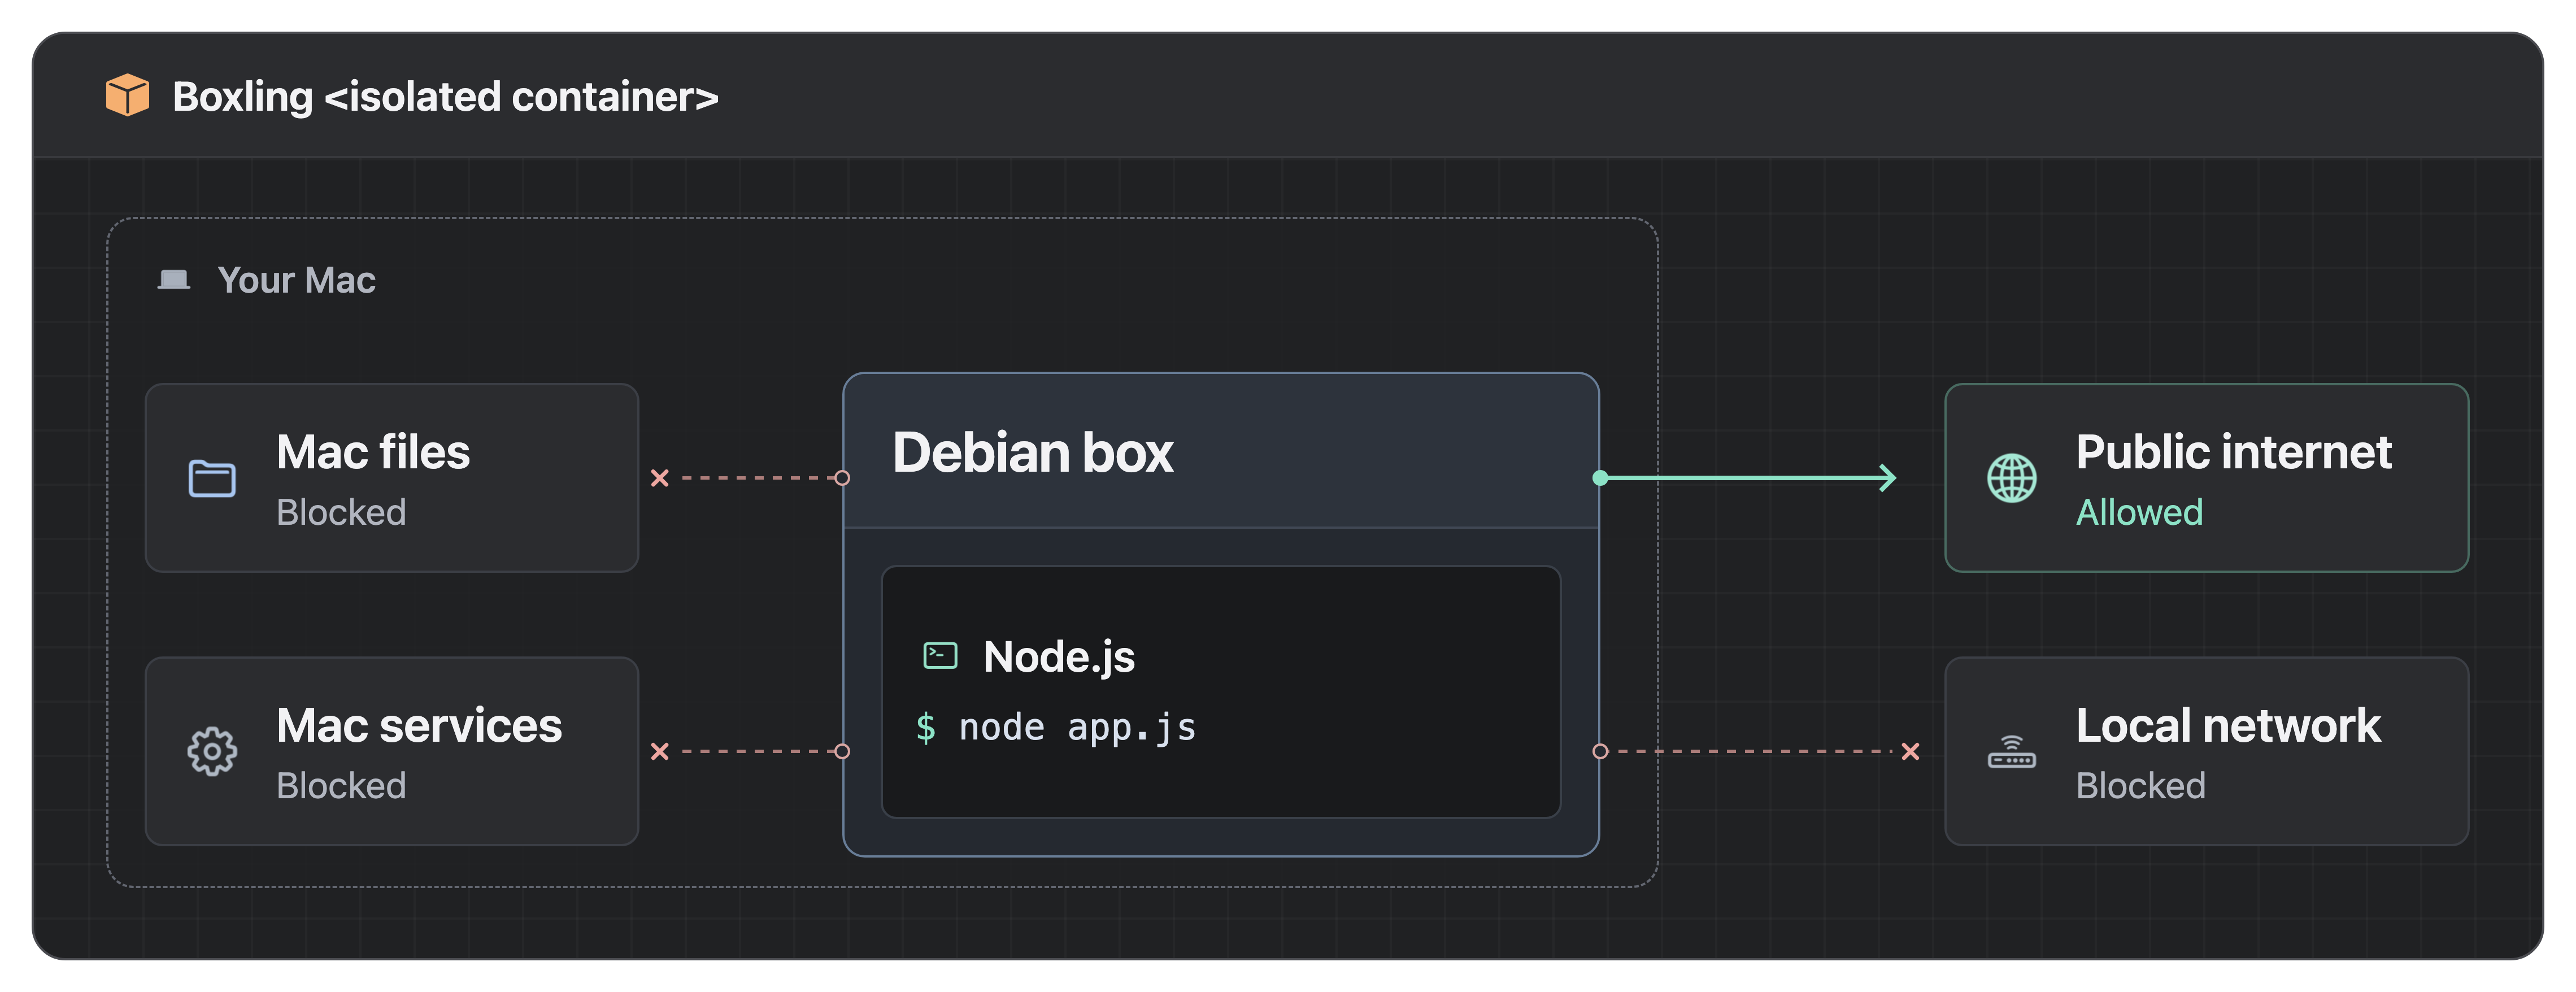 Boxling <isolated container>
Your Mac
Mac files
Blocked
Mac services
Blocked
Debian box
Node.js
$ node app.js
Public internet
Allowed
Local network
Blocked